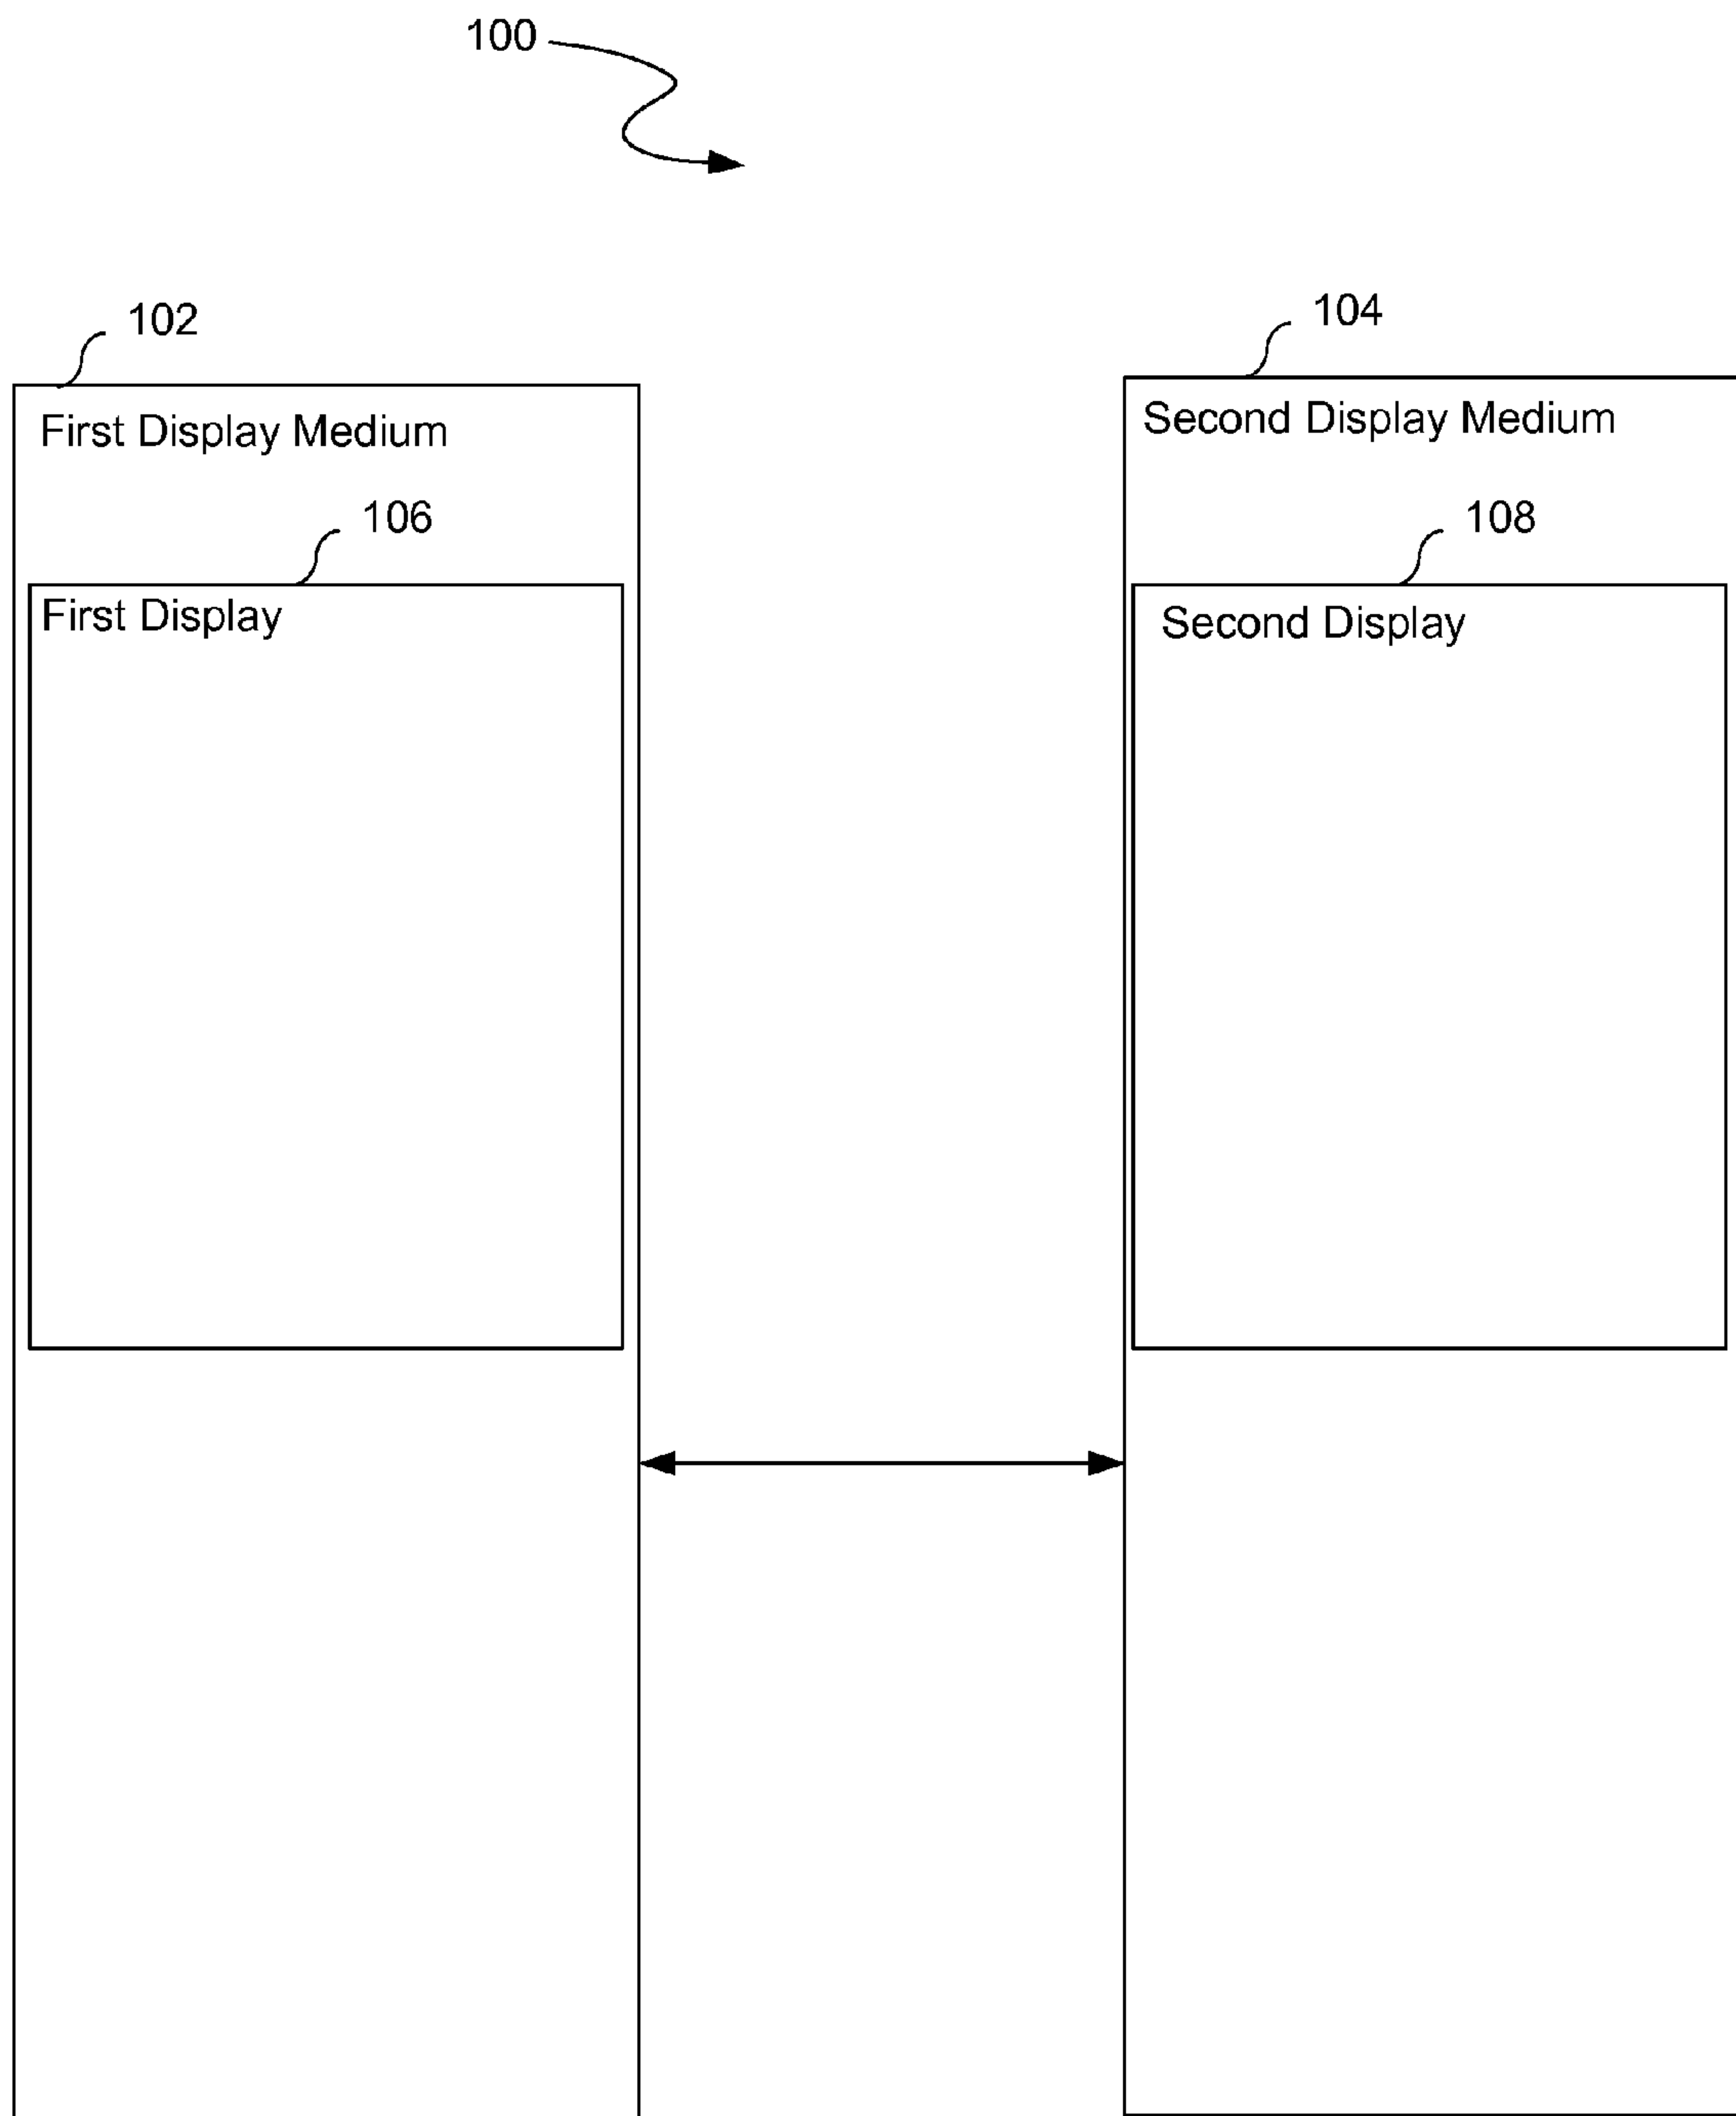 100
102
First Display Medium
106
First Display
104
Second Display Medium
108
Second Display